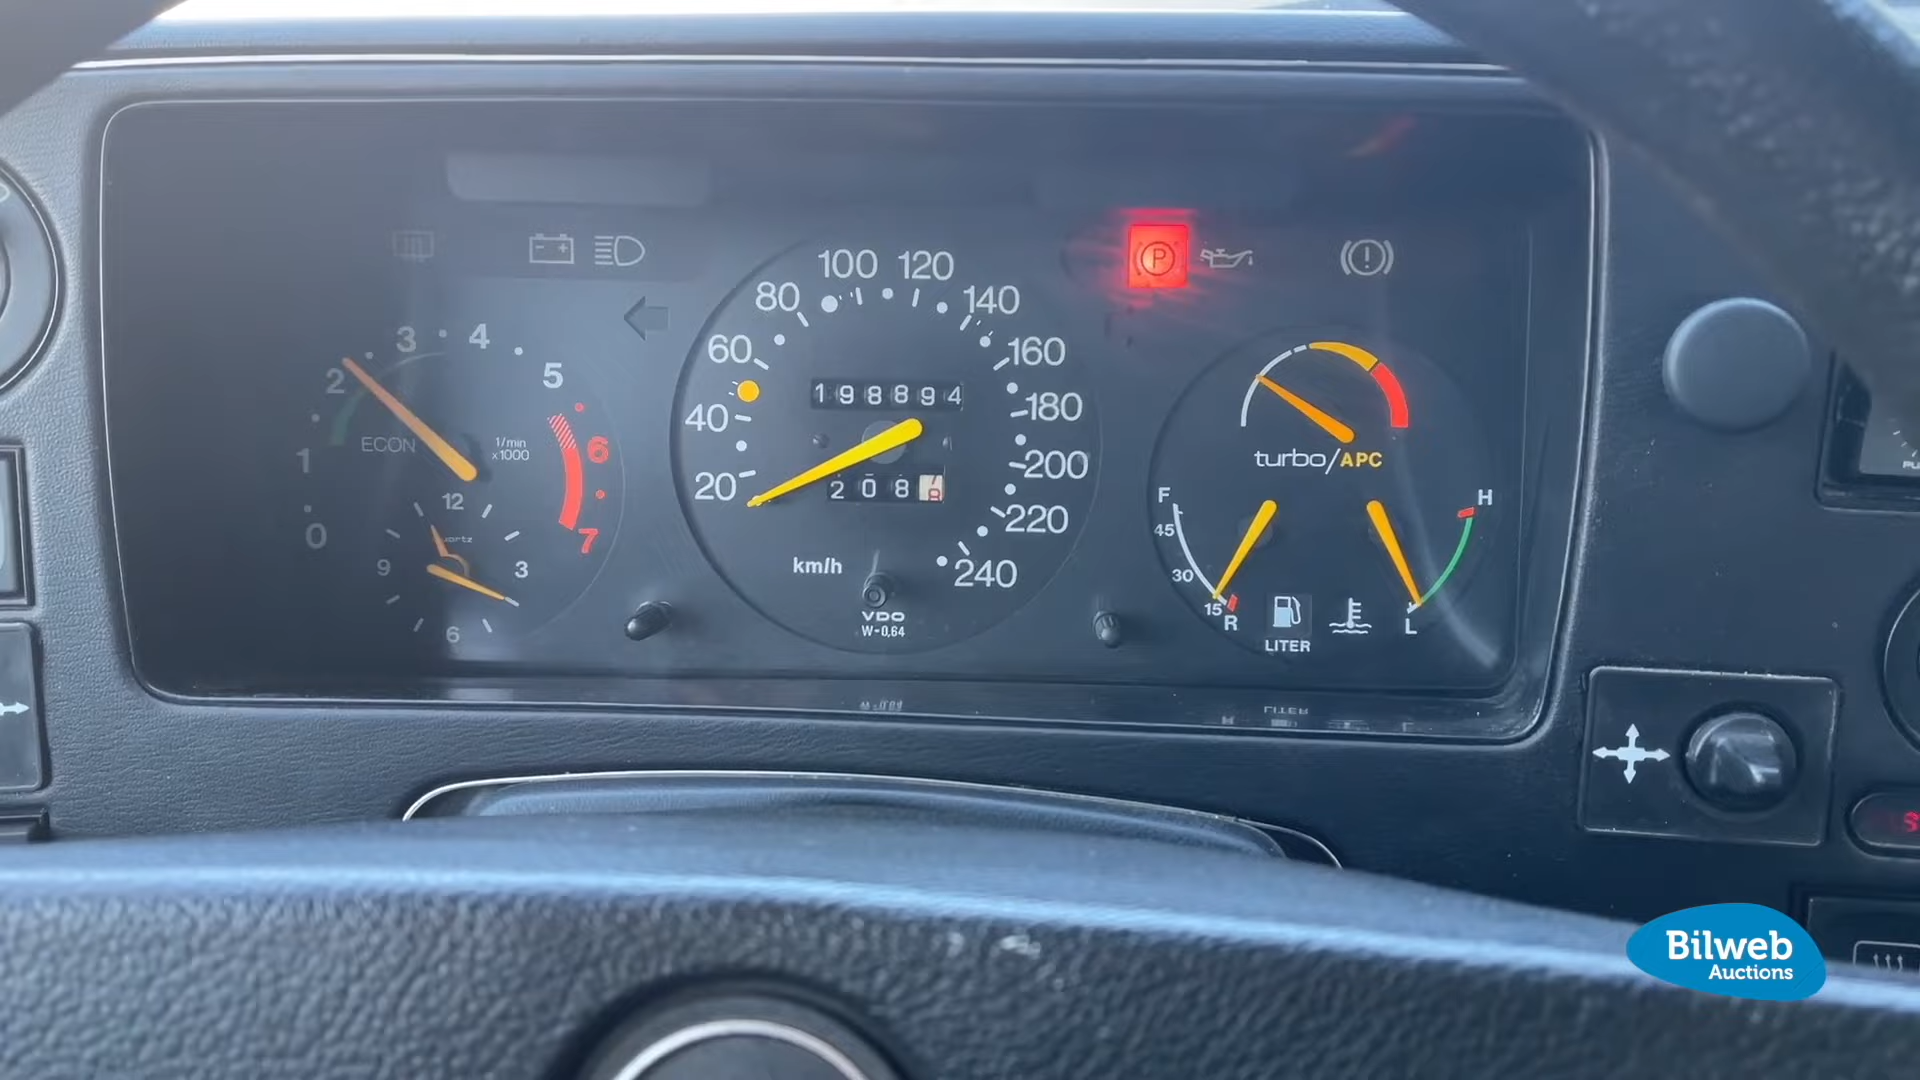 0
1
2
3
4
5
6
7
ECON
1/min
x1000
12
3
6
9
20
40
60
80
100
120
140
160
180
200
220
240
198894
208
km/h
VDO
W=0,64
P
turbo/APC
F
45
30
15
R
LITER
H
L
Bilweb
Auctions